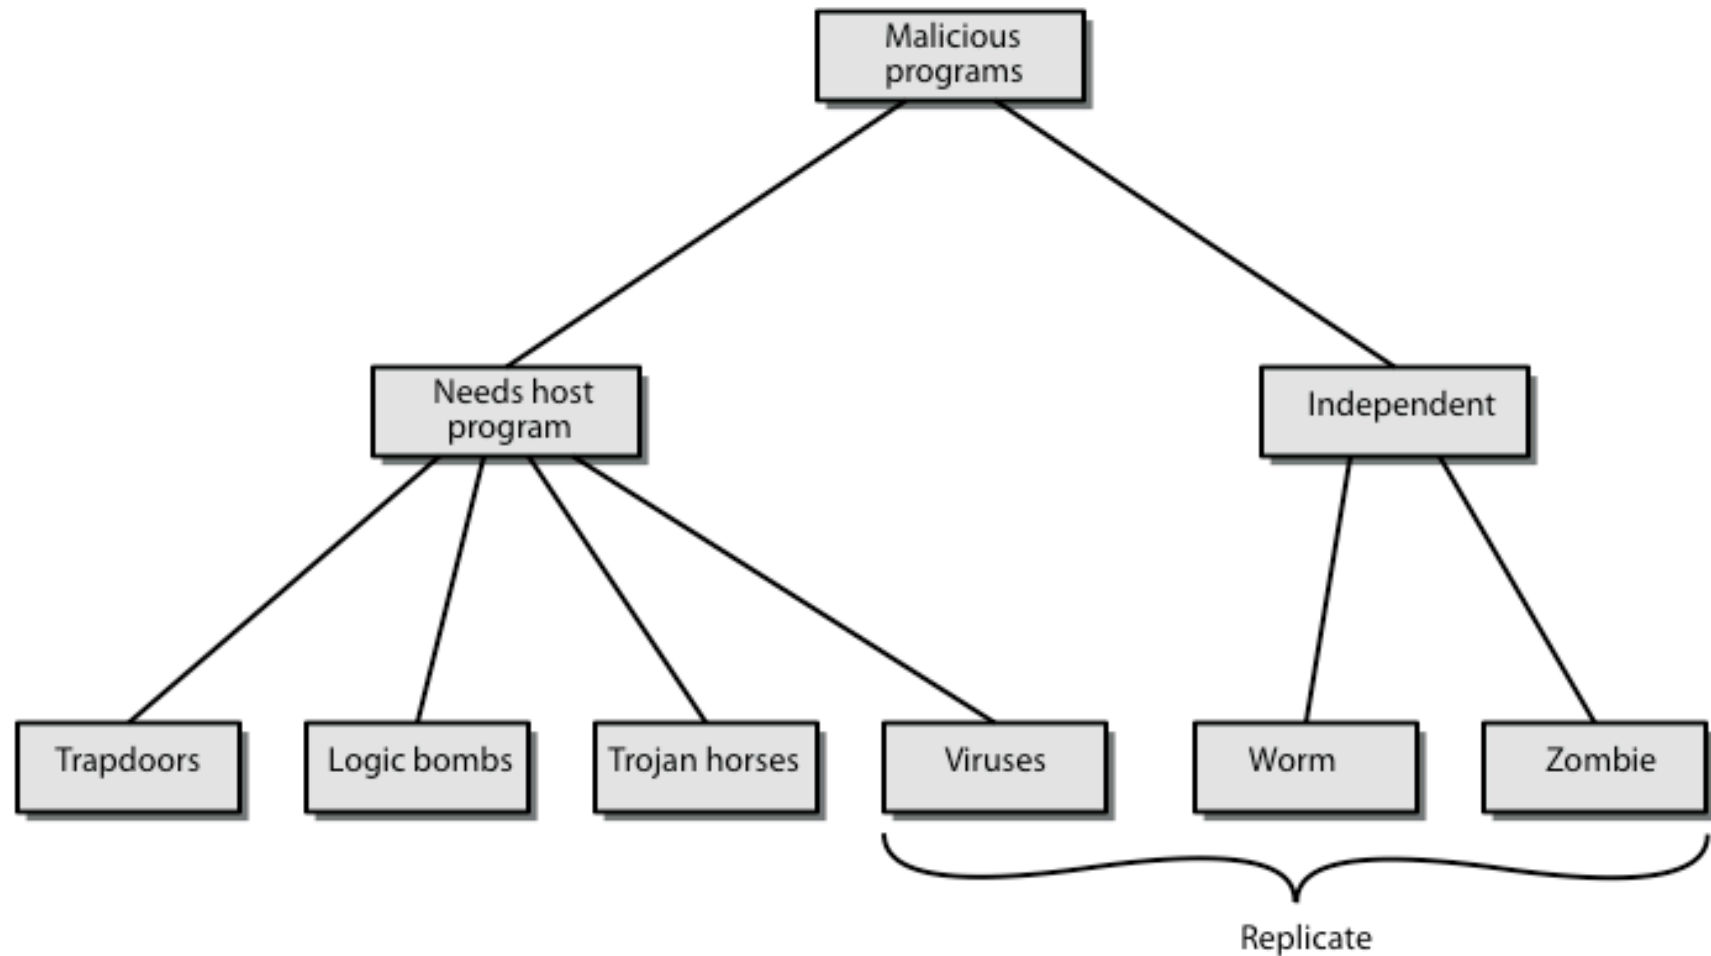 Malicious
programs
Needs host
program
Independent
Trapdoors
Logic bombs
Trojan horses
Viruses
Worm
Zombie
Replicate